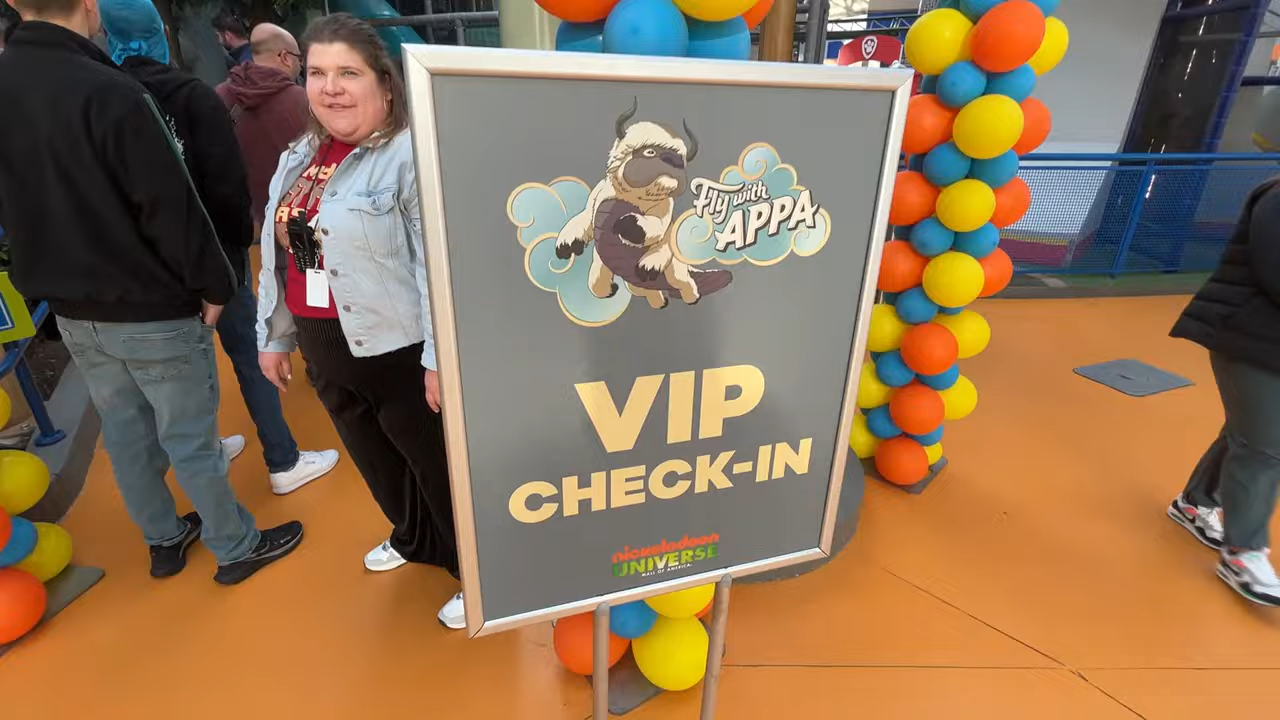 Fly with
APPA
VIP
CHECK-IN
nickelodeon
UNIVERSE
MALL OF AMERICA